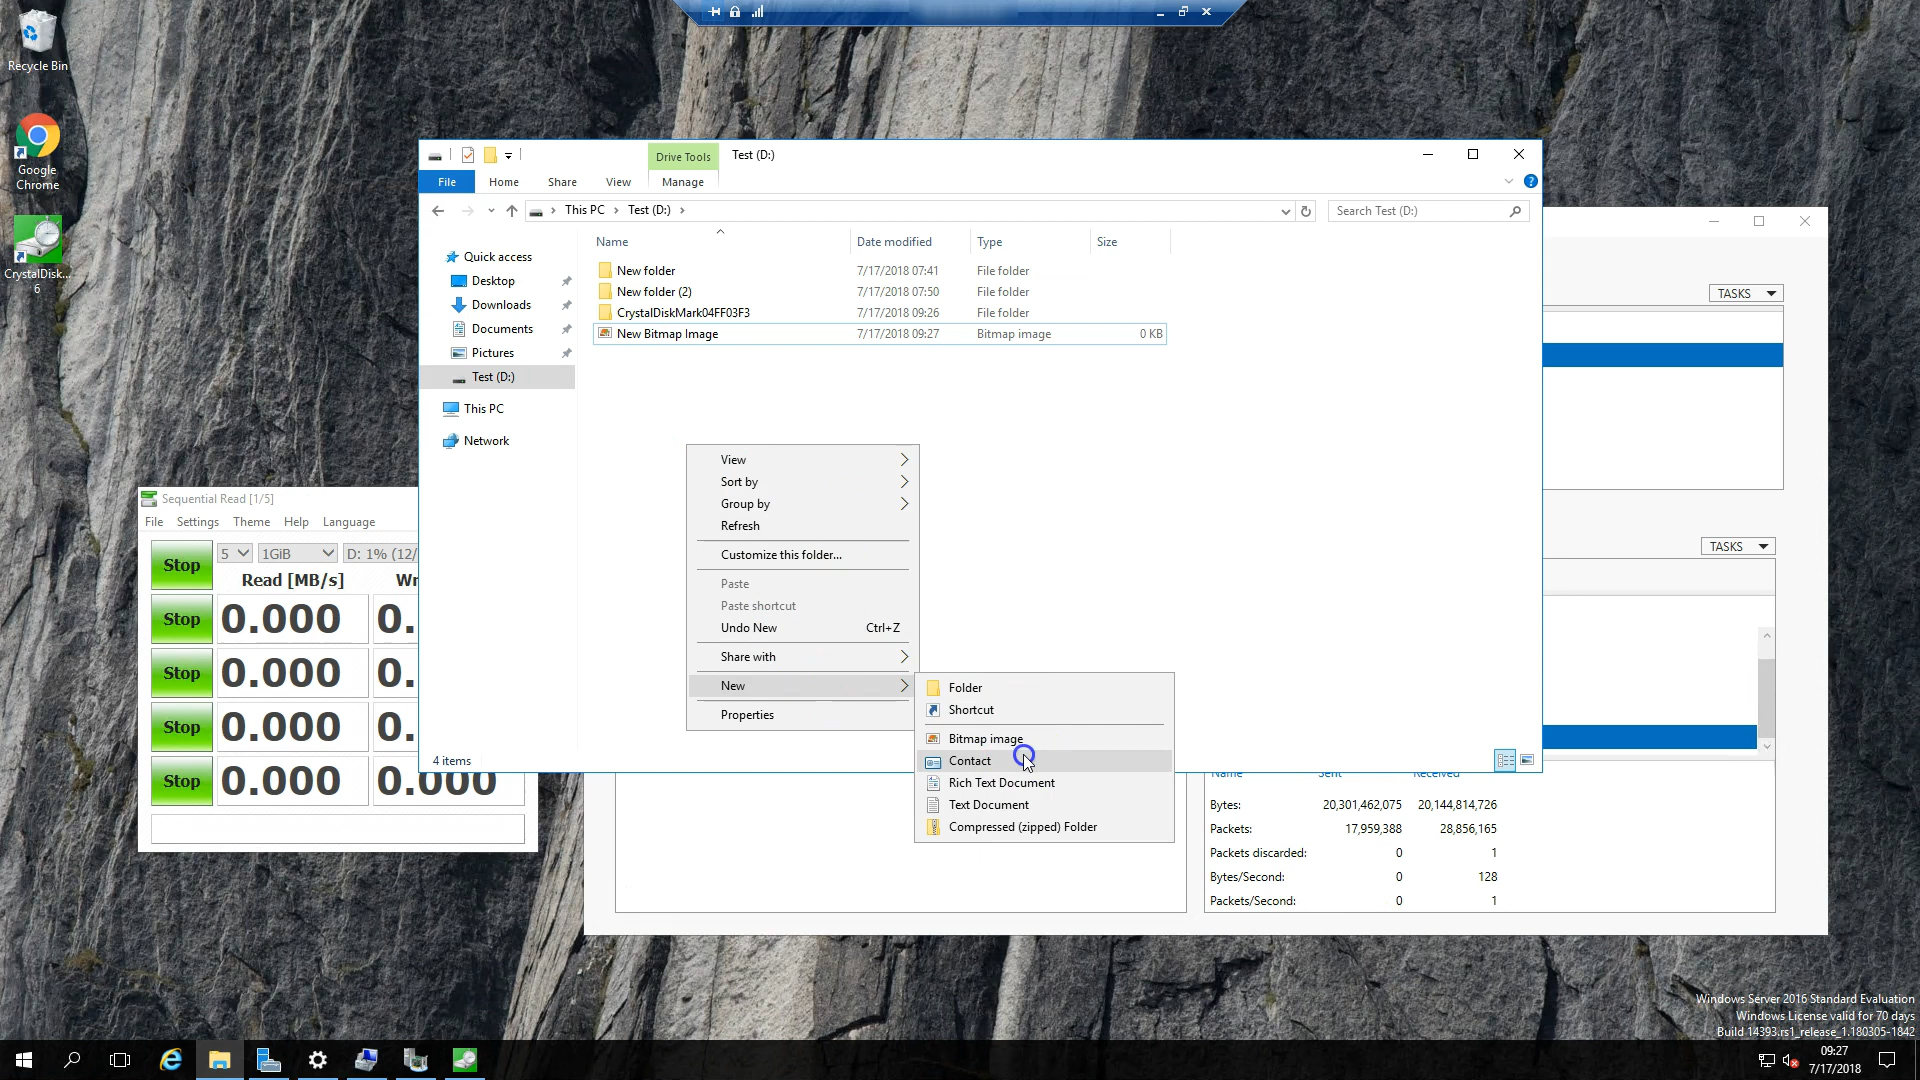 Recycle Bin
Google
Chrome
CrystalDisk...
6
Drive Tools
Test (D:)
File
Home
Share
View
Manage
This PC
Test (D:)
Search Test (D:)
Name
Date modified
Type
Size
New folder
7/17/2018 07:41
File folder
New folder (2)
7/17/2018 07:50
File folder
CrystalDiskMark04FF03F3
7/17/2018 09:26
File folder
New Bitmap Image
7/17/2018 09:27
Bitmap image
0 KB
Quick access
Desktop
Downloads
Documents
Pictures
Test (D:)
This PC
Network
4 items
View
Sort by
Group by
Refresh
Customize this folder...
Paste
Paste shortcut
Undo New
Ctrl+Z
Share with
New
Properties
Folder
Shortcut
Bitmap image
Contact
Rich Text Document
Text Document
Compressed (zipped) Folder
Sequential Read [1/5]
File
Settings
Theme
Help
Language
Stop
5
1GiB
D: 1% (12/
Read [MB/s]
Wr
Stop
0.000
0.
Stop
0.000
0.
Stop
0.000
0.
Stop
0.000
0.000
TASKS
TASKS
Name
Sent
Received
Bytes:
20,301,462,075
20,144,814,726
Packets:
17,959,388
28,856,165
Packets discarded:
0
1
Bytes/Second:
0
128
Packets/Second:
0
1
Windows Server 2016 Standard Evaluation
Windows License valid for 70 days
Build 14393.rs1_release_1.180305-1842
09:27
7/17/2018